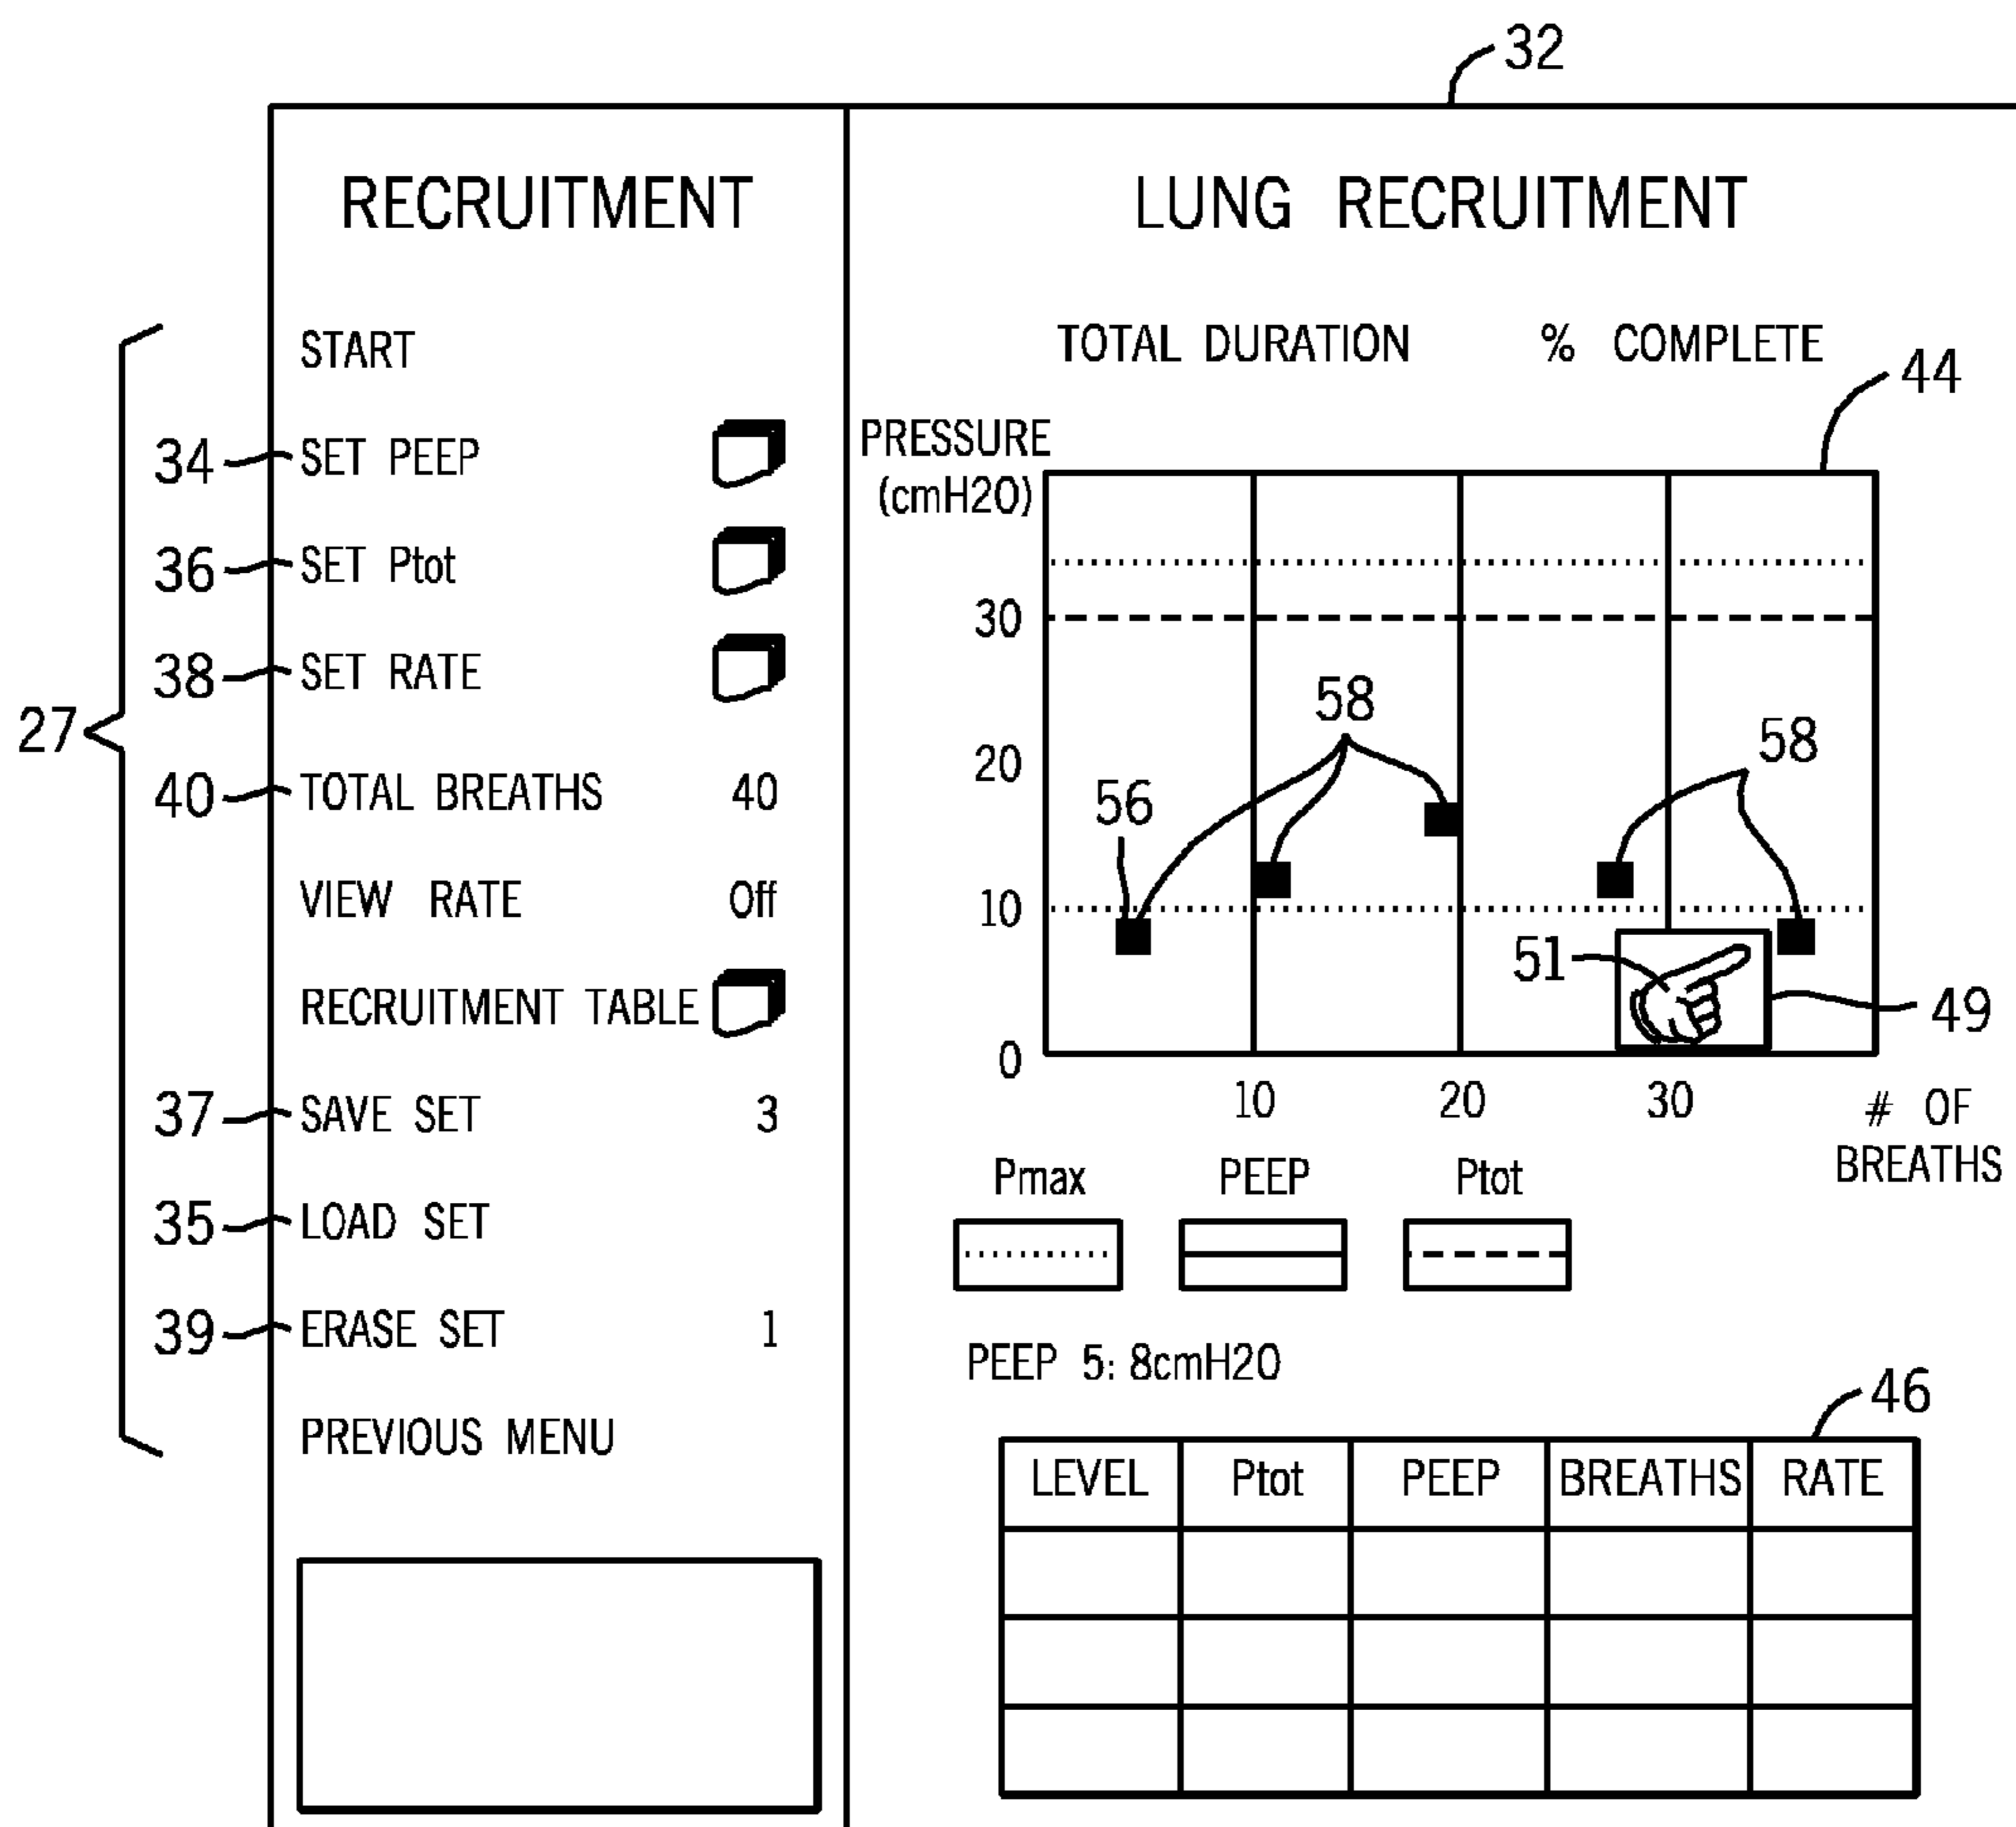 32
RECRUITMENT
LUNG RECRUITMENT
27
START
34 SET PEEP
36 SET Ptot
38 SET RATE
40 TOTAL BREATHS 40
VIEW RATE Off
RECRUITMENT TABLE
37 SAVE SET 3
35 LOAD SET
39 ERASE SET 1
PREVIOUS MENU
TOTAL DURATION % COMPLETE
44
PRESSURE
(cmH2O)
30
58
20
58
56
10
51
49
0
10 20 30 # OF
BREATHS
Pmax PEEP Ptot
PEEP 5: 8cmH2O
46
LEVEL Ptot PEEP BREATHS RATE